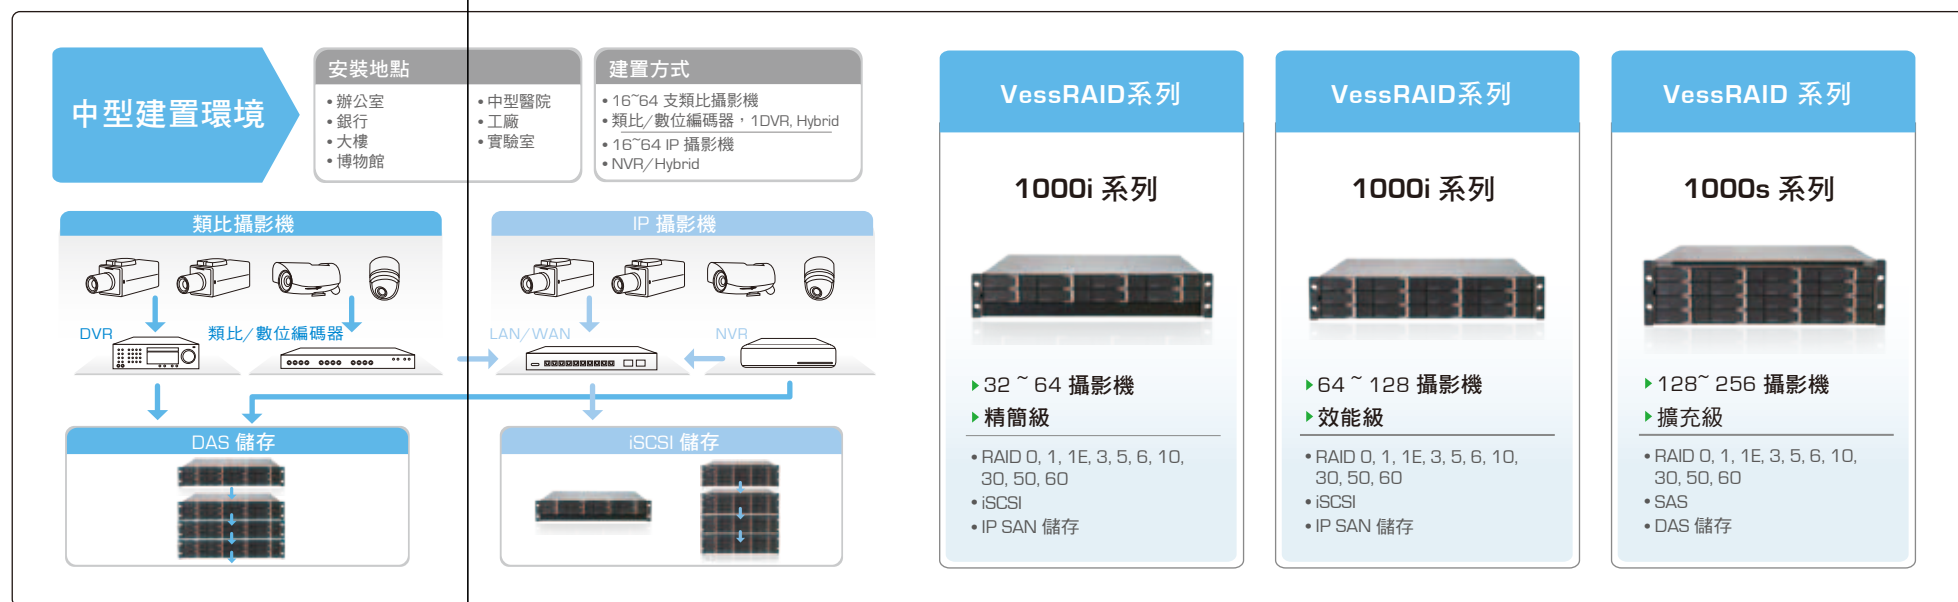 中型建置環境
安裝地點
• 辦公室
• 銀行
• 大樓
• 博物館
• 中型醫院
• 工廠
• 實驗室
建置方式
• 16~64 支類比攝影機
• 類比/數位編碼器，1DVR, Hybrid
• 16~64 IP 攝影機
• NVR/Hybrid
類比攝影機
DVR
類比/數位編碼器
IP 攝影機
LAN/WAN
NVR
DAS 儲存
iSCSI 儲存
VessRAID系列
1000i 系列
32 ~ 64 攝影機
精簡級
• RAID 0, 1, 1E, 3, 5, 6, 10,
30, 50, 60
• iSCSI
• IP SAN 儲存
VessRAID系列
1000i 系列
64 ~ 128 攝影機
效能級
• RAID 0, 1, 1E, 3, 5, 6, 10,
30, 50, 60
• iSCSI
• IP SAN 儲存
VessRAID 系列
1000s 系列
128~ 256 攝影機
擴充級
• RAID 0, 1, 1E, 3, 5, 6, 10,
30, 50, 60
• SAS
• DAS 儲存